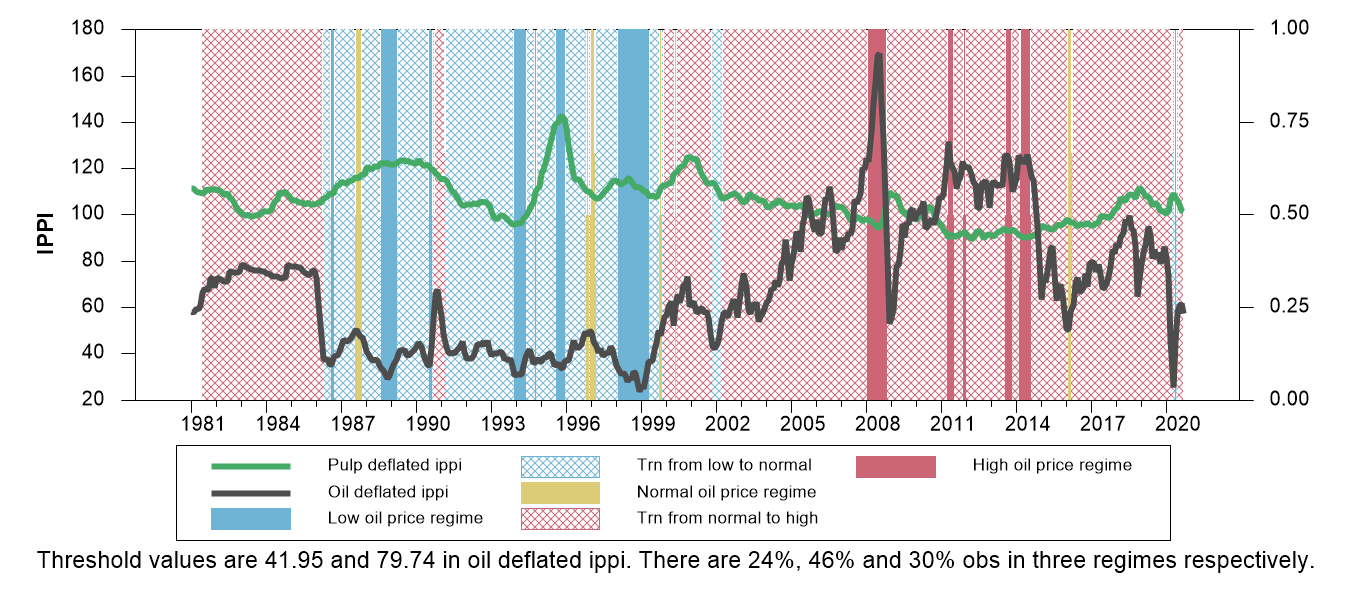 180
160
140
120
100
80
60
40
20
IPPI
1.00
0.75
0.50
0.25
0.00
1981 1984 1987 1990 1993 1996 1999 2002 2005 2008 2011 2014 2017 2020
Pulp deflated ippi
Oil deflated ippi
Low oil price regime
Trn from low to normal
Normal oil price regime
Trn from normal to high
High oil price regime
Threshold values are 41.95 and 79.74 in oil deflated ippi. There are 24%, 46% and 30% obs in three regimes respectively.